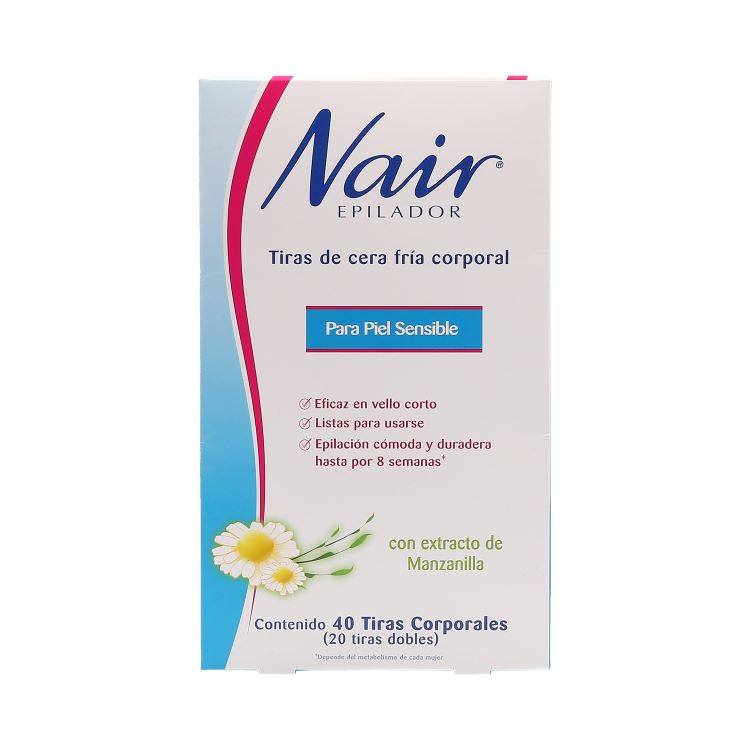 Nair®
EPILADOR
Tiras de cera fría corporal
Para Piel Sensible
Eficaz en vello corto
Listas para usarse
Epilación cómoda y duradera
hasta por 8 semanas*
con extracto de
Manzanilla
Contenido 40 Tiras Corporales
(20 tiras dobles)
*Depende del metabolismo de cada mujer